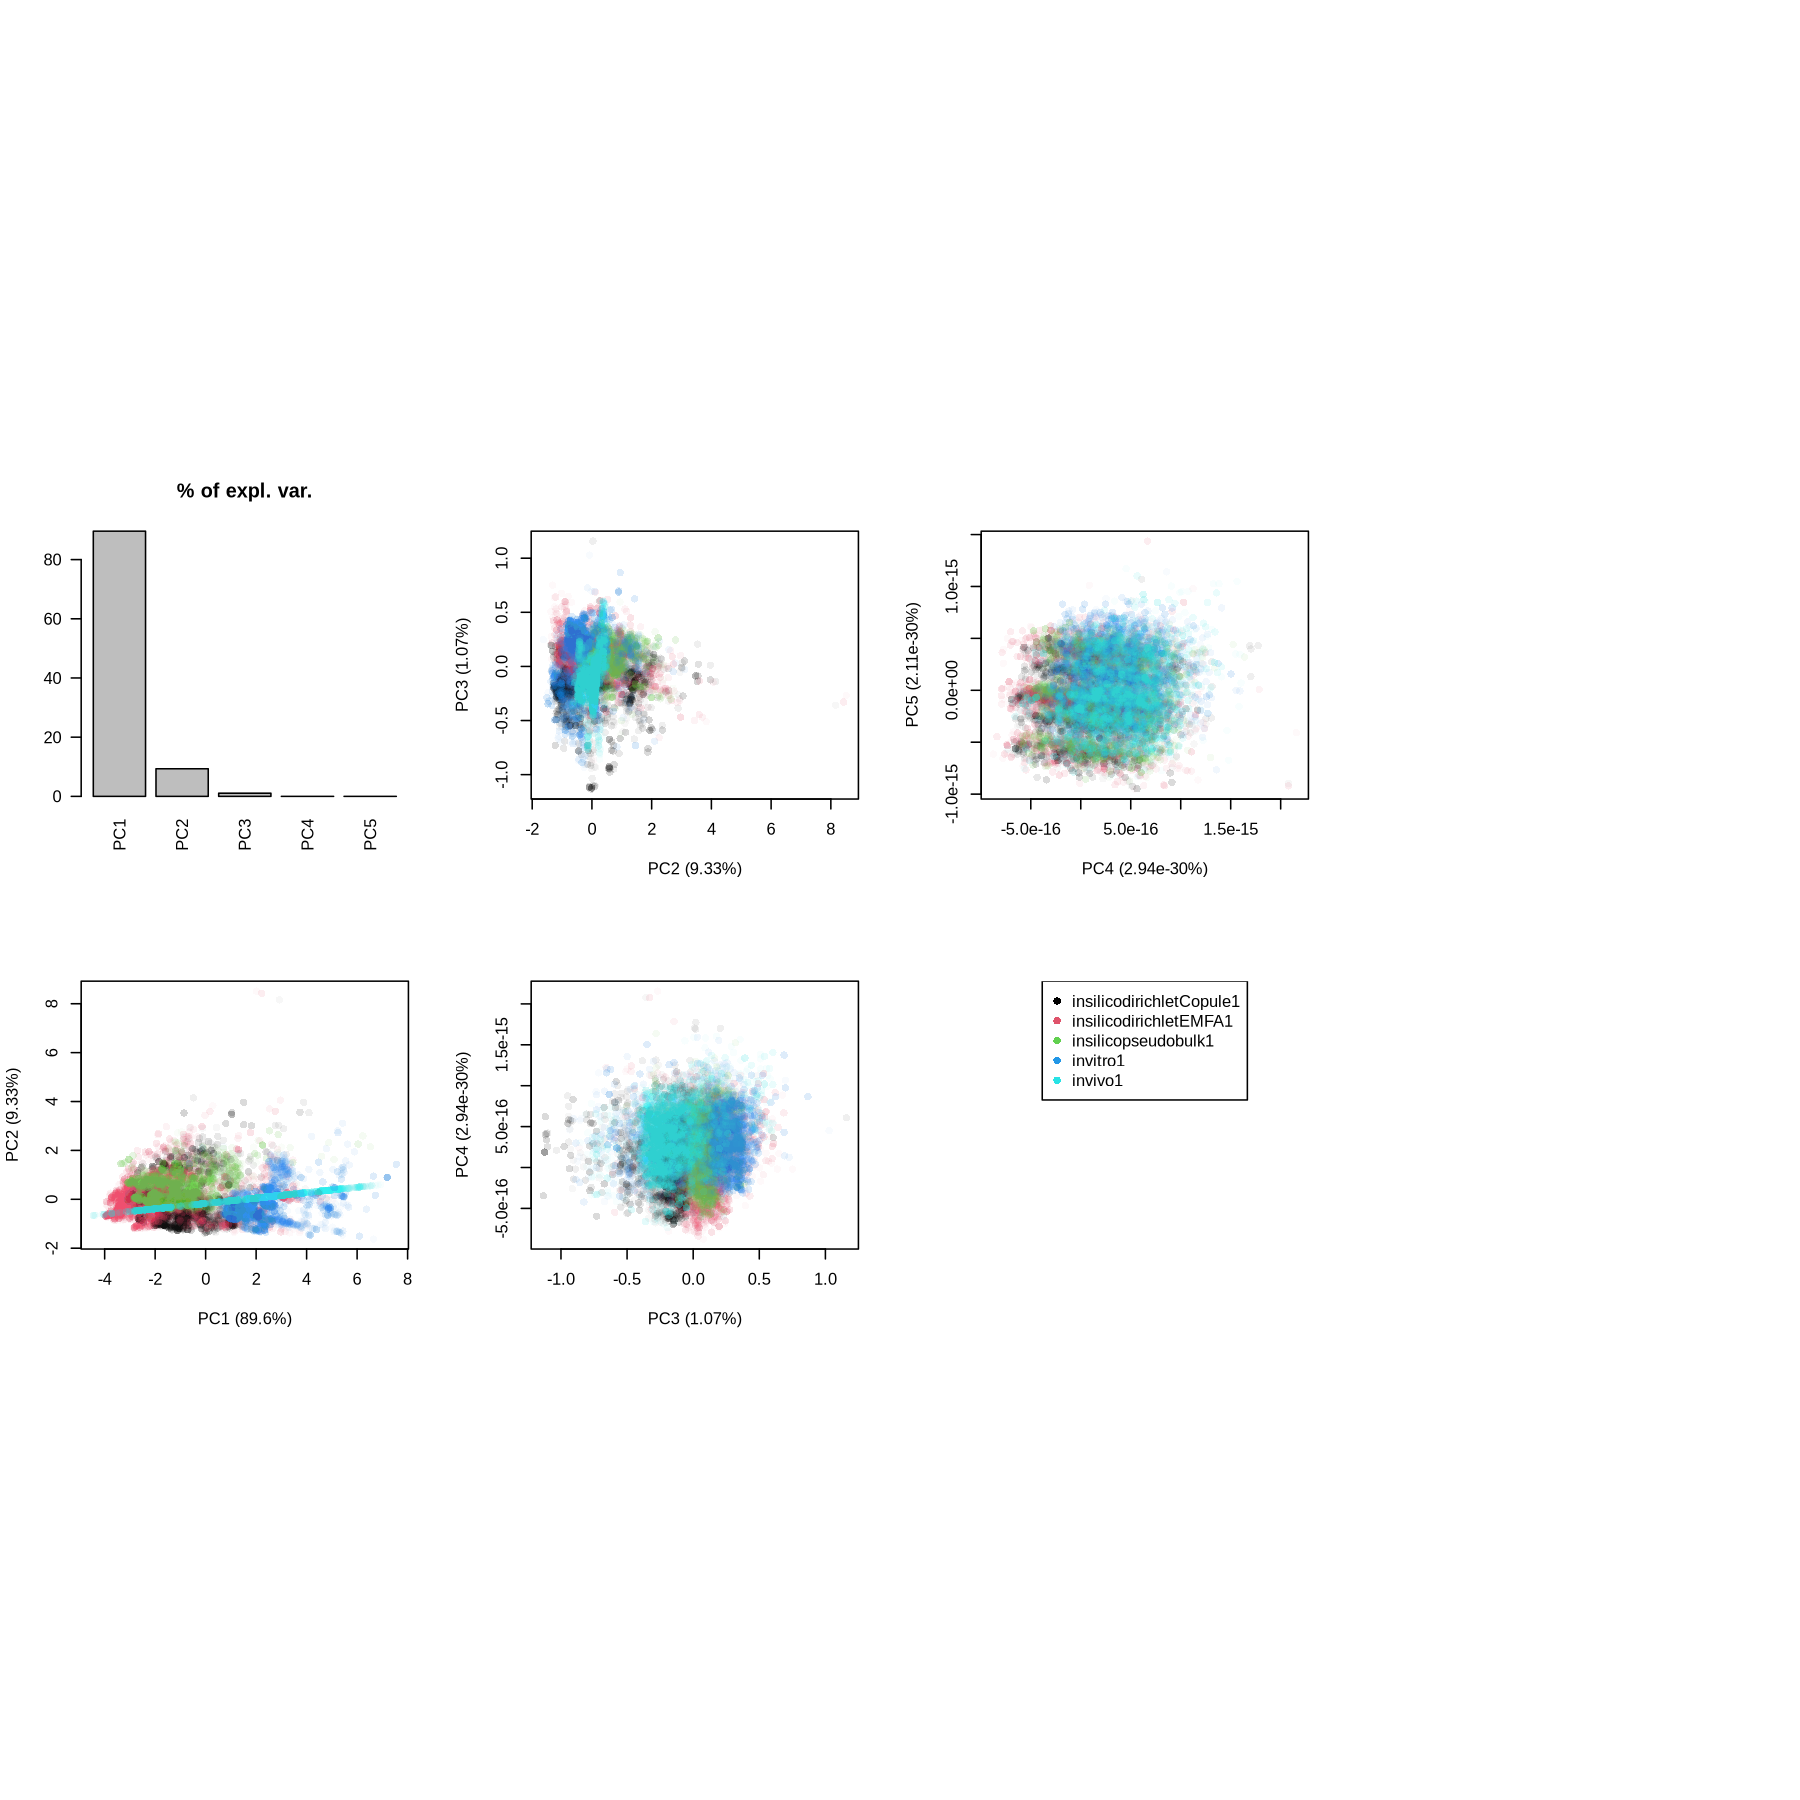 % of expl. var.
80
60
40
20
0
PC1
PC2
PC3
PC4
PC5
PC3 (1.07%)
1.0
0.5
0.0
-0.5
-1.0
-2
0
2
4
6
8
PC2 (9.33%)
PC5 (2.11e-30%)
1.0e-15
0.0e+00
-1.0e-15
-5.0e-16
5.0e-16
1.5e-15
PC4 (2.94e-30%)
PC2 (9.33%)
8
6
4
2
0
-2
-4
-2
0
2
4
6
8
PC1 (89.6%)
PC4 (2.94e-30%)
1.5e-15
5.0e-16
-5.0e-16
-1.0
-0.5
0.0
0.5
1.0
PC3 (1.07%)
insilicodirichletCopule1
insilicodirichletEMFA1
insilicopseudobulk1
invitro1
invivo1